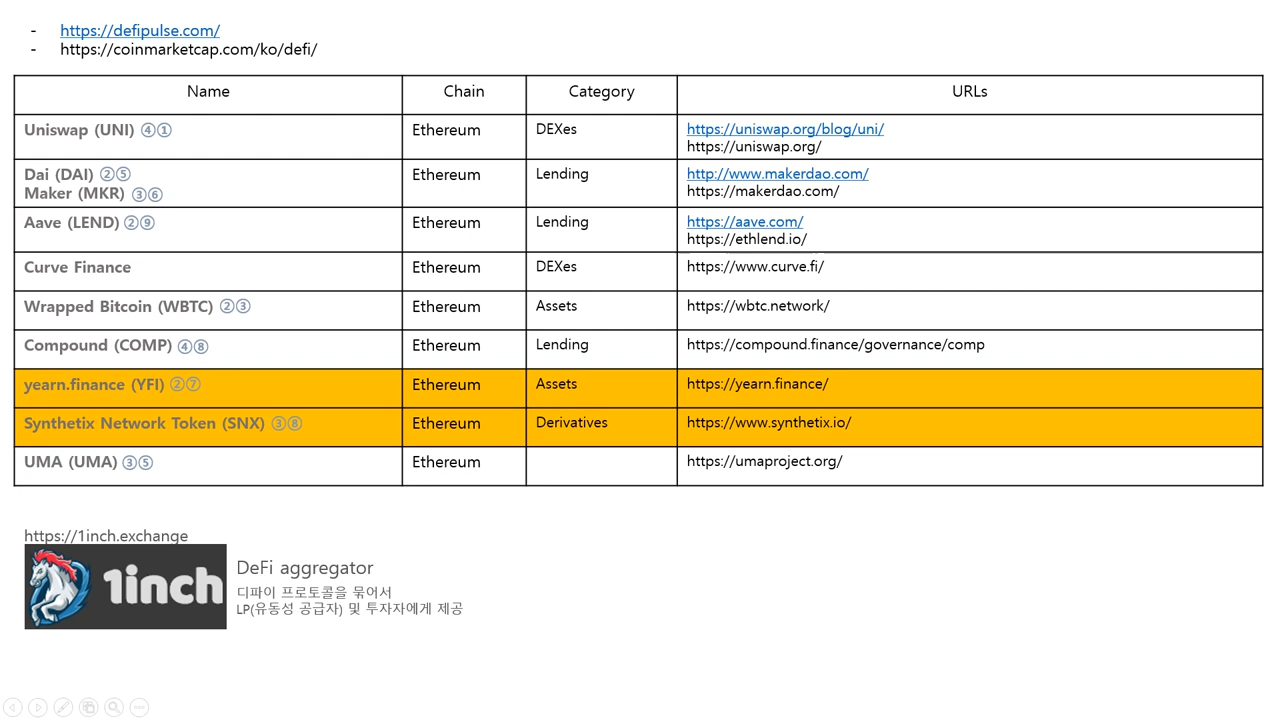 - https://defipulse.com/
- https://coinmarketcap.com/ko/defi/
Name Chain Category URLs
Uniswap (UNI) ④① Ethereum DEXes https://uniswap.org/blog/uni/
https://uniswap.org/
Dai (DAI) ②⑤ Ethereum Lending http://www.makerdao.com/
Maker (MKR) ③⑥ https://makerdao.com/
Aave (LEND) ②⑨ Ethereum Lending https://aave.com/
https://ethlend.io/
Curve Finance Ethereum DEXes https://www.curve.fi/
Wrapped Bitcoin (WBTC) ②③ Ethereum Assets https://wbtc.network/
Compound (COMP) ④⑧ Ethereum Lending https://compound.finance/governance/comp
yearn.finance (YFI) ②⑦ Ethereum Assets https://yearn.finance/
Synthetix Network Token (SNX) ③⑧ Ethereum Derivatives https://www.synthetix.io/
UMA (UMA) ③⑤ Ethereum https://umaproject.org/
https://1inch.exchange
1inch
DeFi aggregator
디파이 프로토콜을 묶어서
LP(유동성 공급자) 및 투자자에게 제공